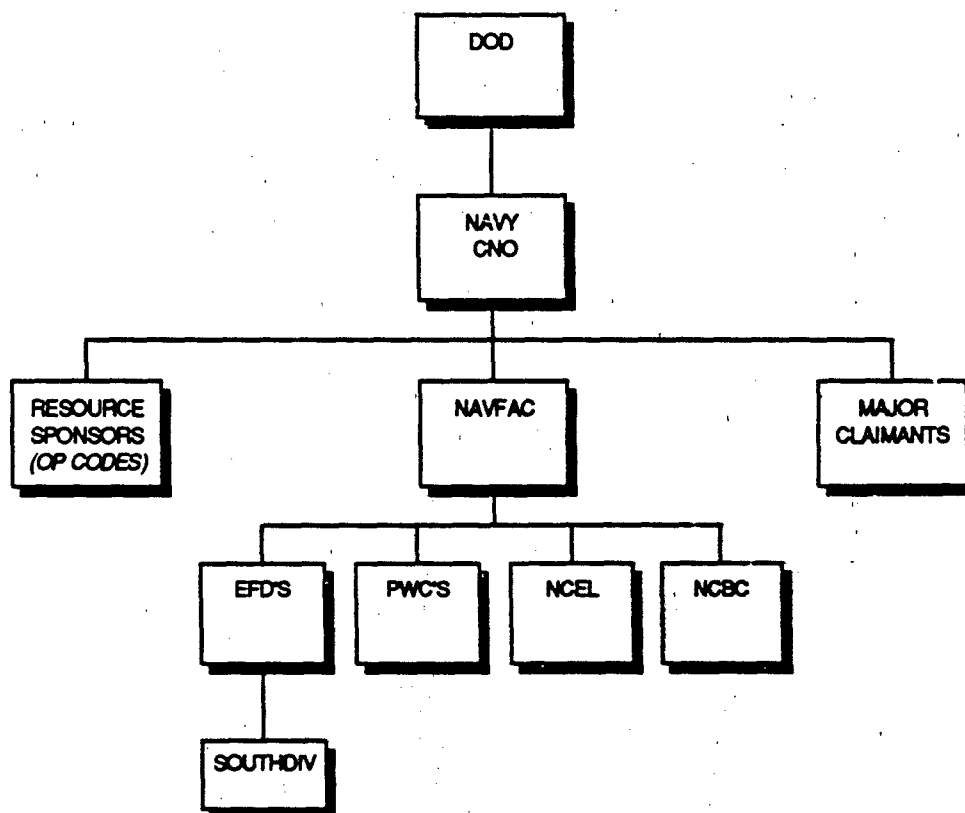 DOD
NAVY
CNO
RESOURCE
SPONSORS
(OP CODES)
NAVFAC
MAJOR
CLAIMANTS
EFD'S
PWC'S
NCEL
NCBC
SOUTHDIV